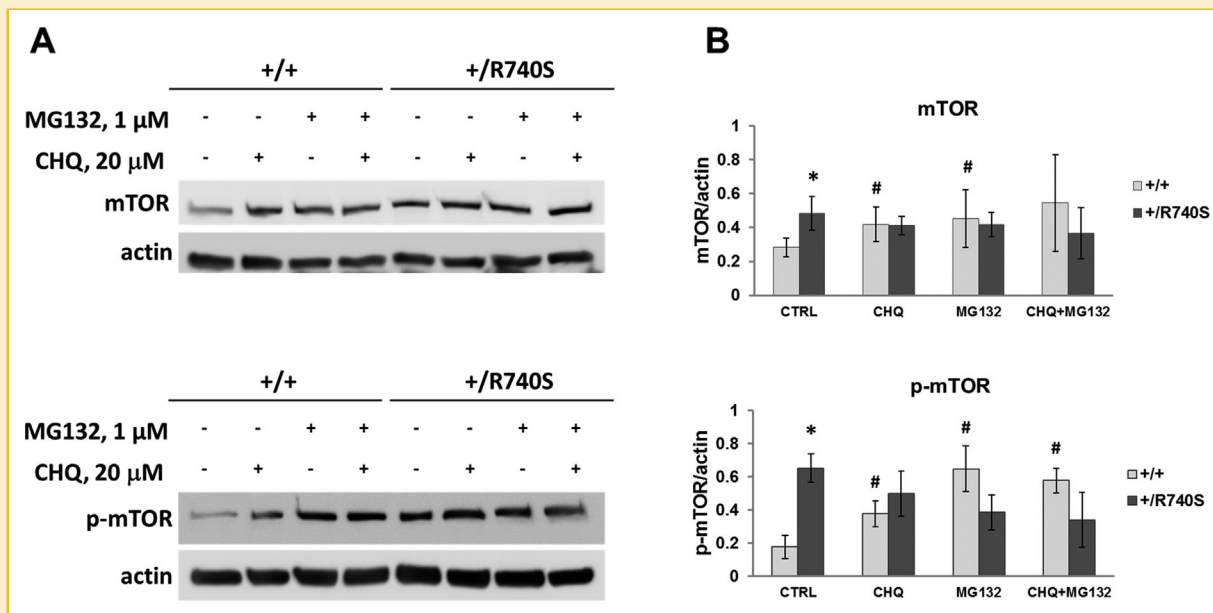 A
+/+ +/R740S
MG132, 1 μM - - + + - - + +
CHQ, 20 μM - + - + - + - +
mTOR
actin
+/+ +/R740S
MG132, 1 μM - - + + - - + +
CHQ, 20 μM - + - + - + - +
p-mTOR
actin
B
mTOR
mTOR/actin
1
0.8
0.6
0.4
0.2
0
* # #
CTRL CHQ MG132 CHQ+MG132
+/+
+/R740S
p-mTOR
p-mTOR/actin
1
0.8
0.6
0.4
0.2
0
* # # #
CTRL CHQ MG132 CHQ+MG132
+/+
+/R740S